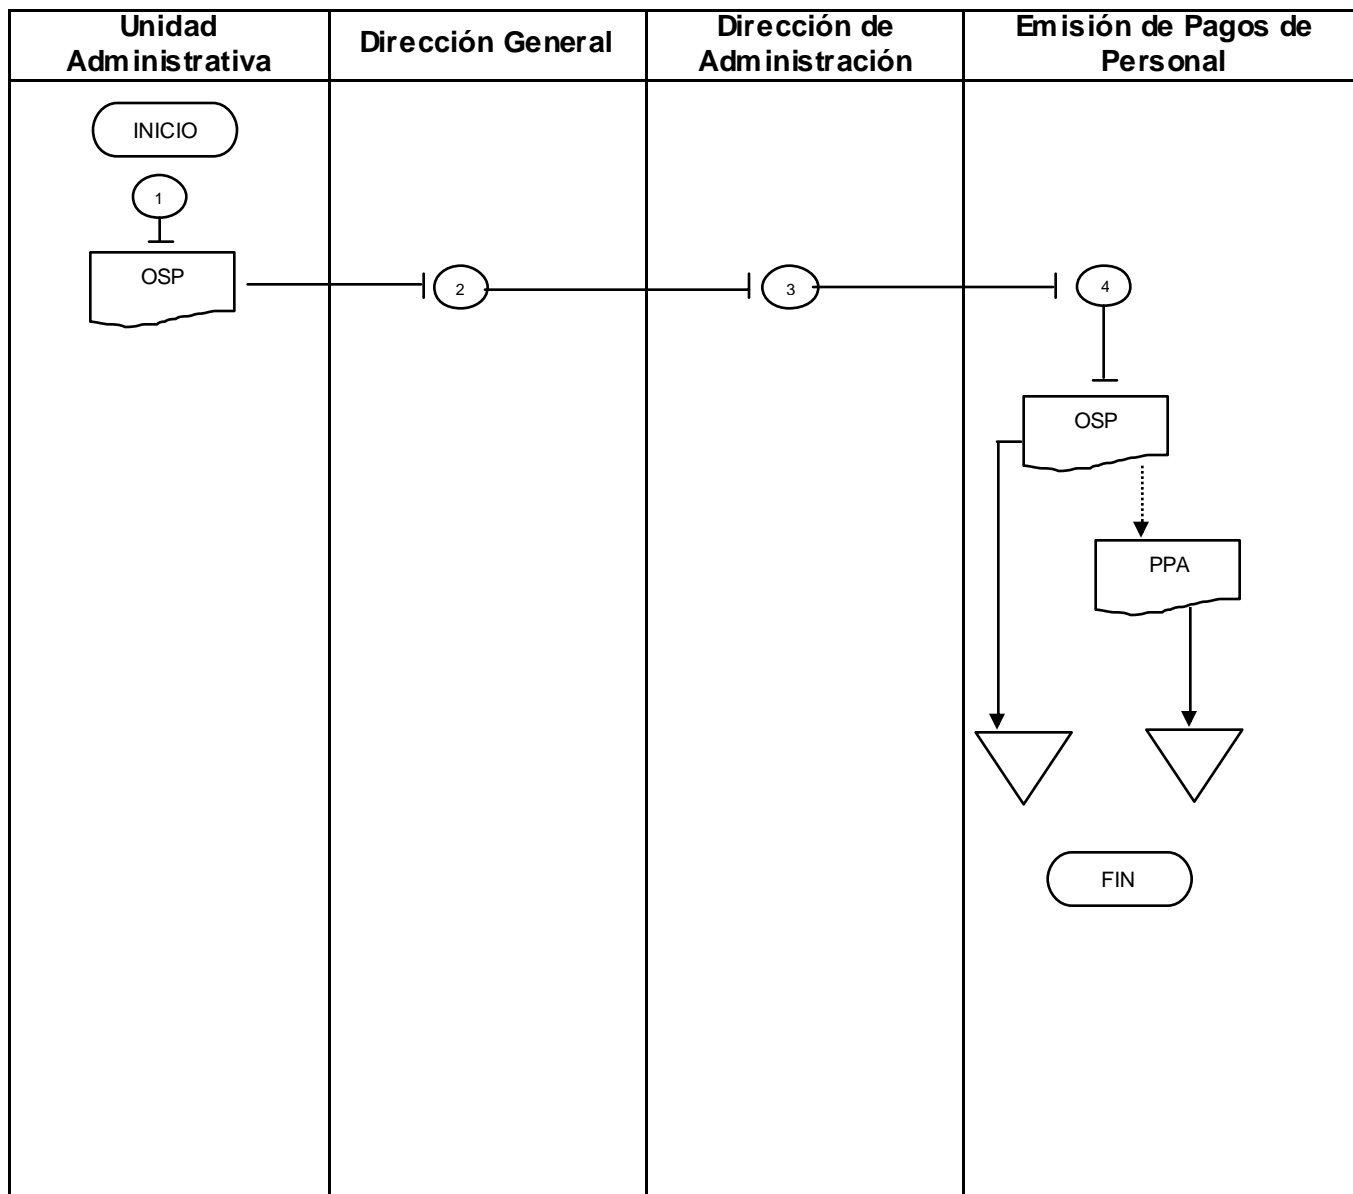 Unidad
Administrativa
Dirección General
Dirección de
Administración
Emisión de Pagos de
Personal
INICIO
1
OSP
2
3
4
OSP
PPA
FIN